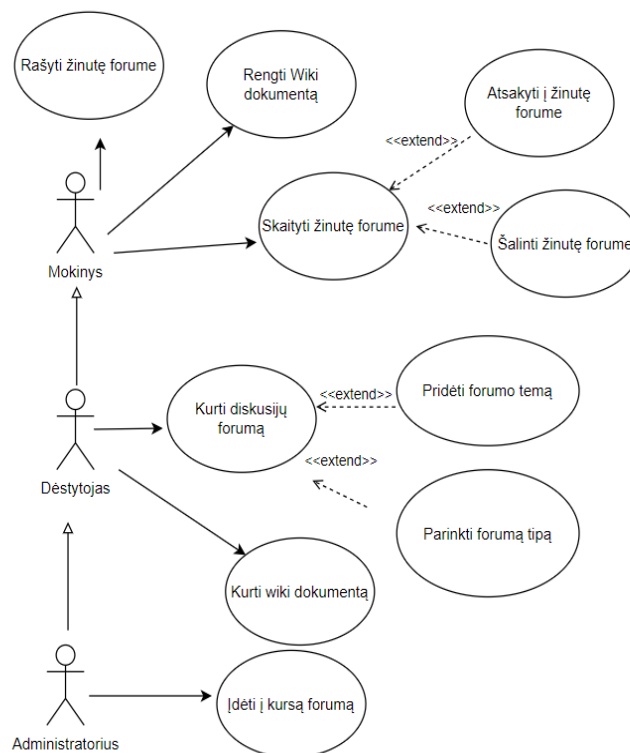 Rašyti žinutę forume
Rengti Wiki
dokumentą
Atsakyti į žinutę
forume
<<extend>>
<<extend>>
Skaityti žinutę forume
Šalinti žinutę forume
Mokinys
Kurti diskusijų
forumą
<<extend>>
Pridėti forumo temą
<<extend>>
Dėstytojas
Parinkti forumą tipą
Kurti wiki dokumentą
Įdėti į kursą forumą
Administratorius